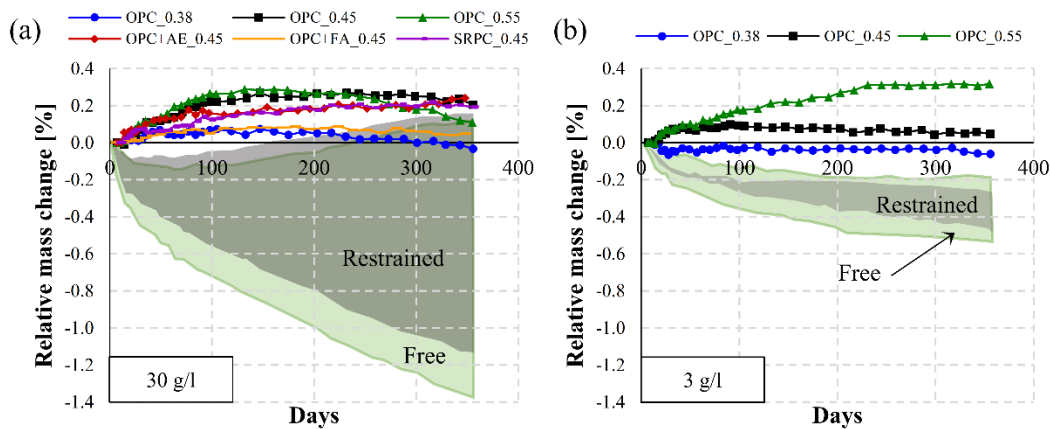 (a)
OPC_0.38 OPC_0.45 OPC_0.55
OPC+AE_0.45 OPC+FA_0.45 SRPC_0.45
Relative mass change [%]
0.4
0.2
0.0
-0.2
-0.4
-0.6
-0.8
-1.0
-1.2
-1.4
0 100 200 300 400
Restrained
Free
30 g/l
Days
(b)
OPC_0.38 OPC_0.45 OPC_0.55
Relative mass change [%]
0.4
0.2
0.0
-0.2
-0.4
-0.6
-0.8
-1.0
-1.2
-1.4
0 100 200 300 400
Restrained
Free
3 g/l
Days